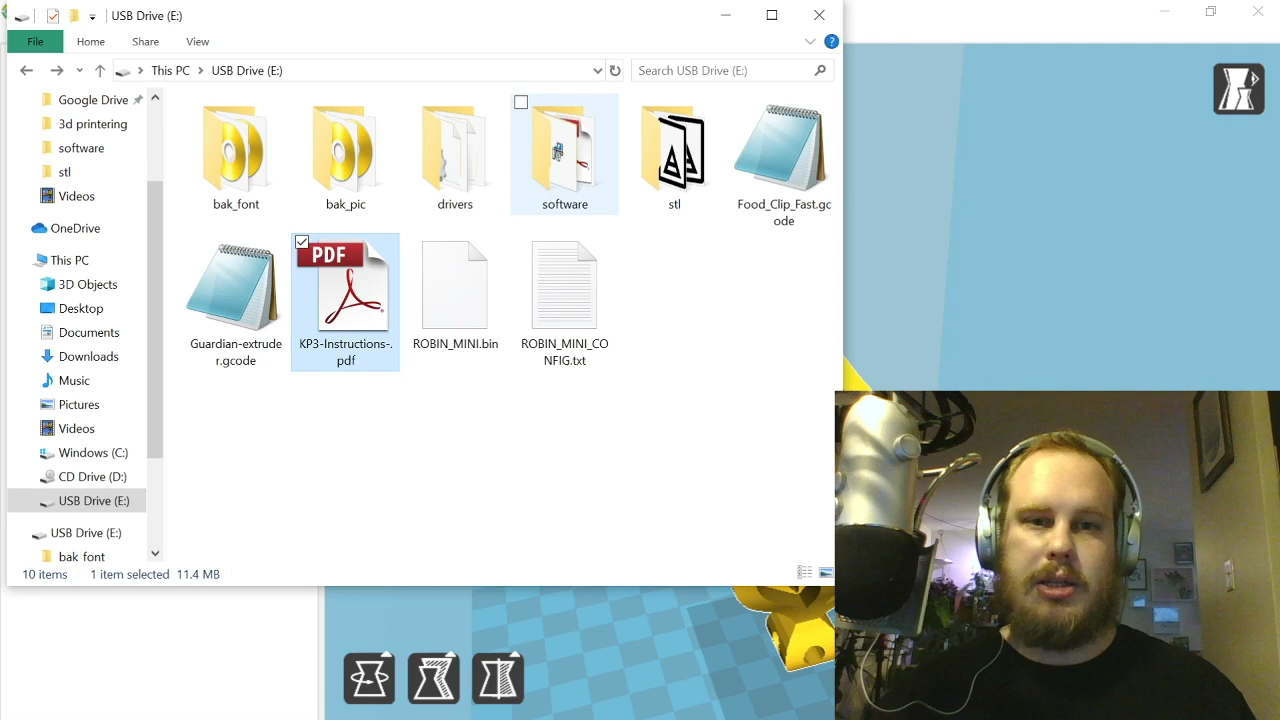 USB Drive (E:)
File Home Share View
This PC > USB Drive (E:)
Search USB Drive (E:)
Google Drive
3d printering
software
stl
Videos
OneDrive
This PC
3D Objects
Desktop
Documents
Downloads
Music
Pictures
Videos
Windows (C:)
CD Drive (D:)
USB Drive (E:)
USB Drive (E:)
bak font
bak_font
bak_pic
drivers
software
stl
Food_Clip_Fast.gc
ode
Guardian-extrude
r.gcode
PDF
KP3-Instructions-.
pdf
ROBIN_MINI.bin
ROBIN_MINI_CO
NFIG.txt
10 items 1 item selected 11.4 MB